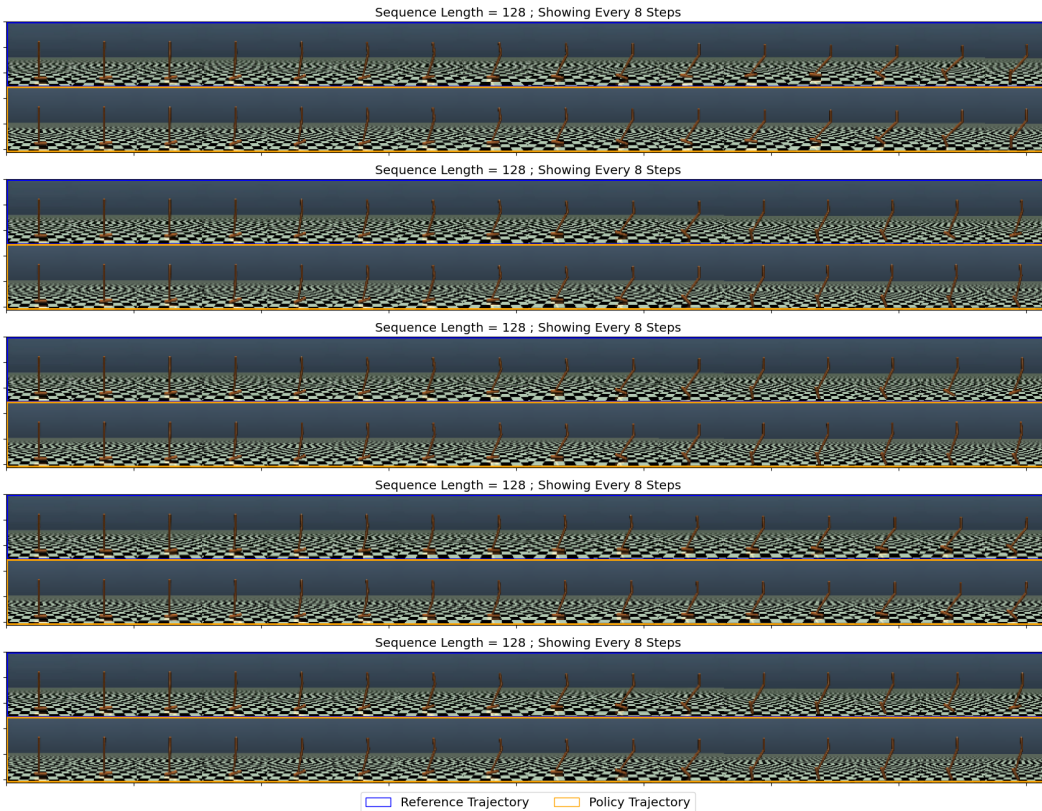 Sequence Length = 128 ; Showing Every 8 Steps
Sequence Length = 128 ; Showing Every 8 Steps
Sequence Length = 128 ; Showing Every 8 Steps
Sequence Length = 128 ; Showing Every 8 Steps
Sequence Length = 128 ; Showing Every 8 Steps
Reference Trajectory Policy Trajectory